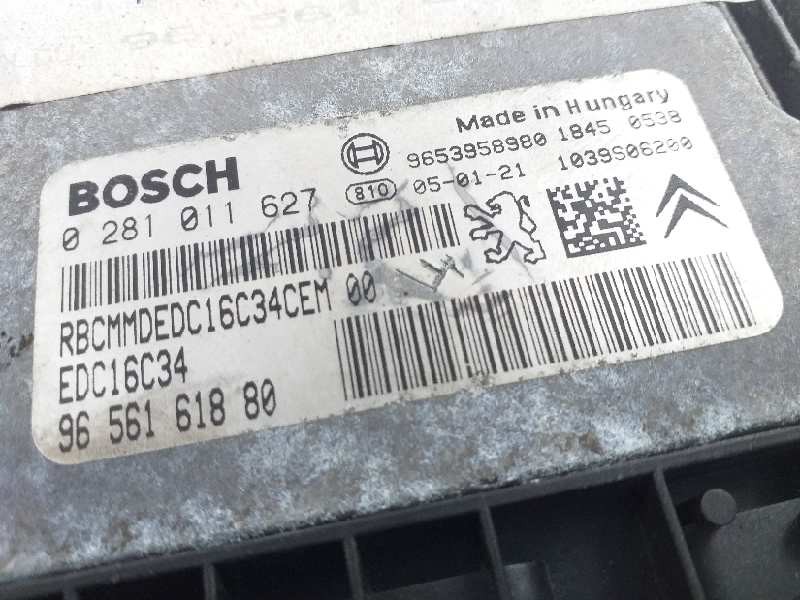 Made in Hungary
BOSCH
9653958980 1845 0538
0 281 011 627
810
05-01-21 1039S06200
RBCMMDEDC16C34CEM 00
EDC16C34
96 561 618 80